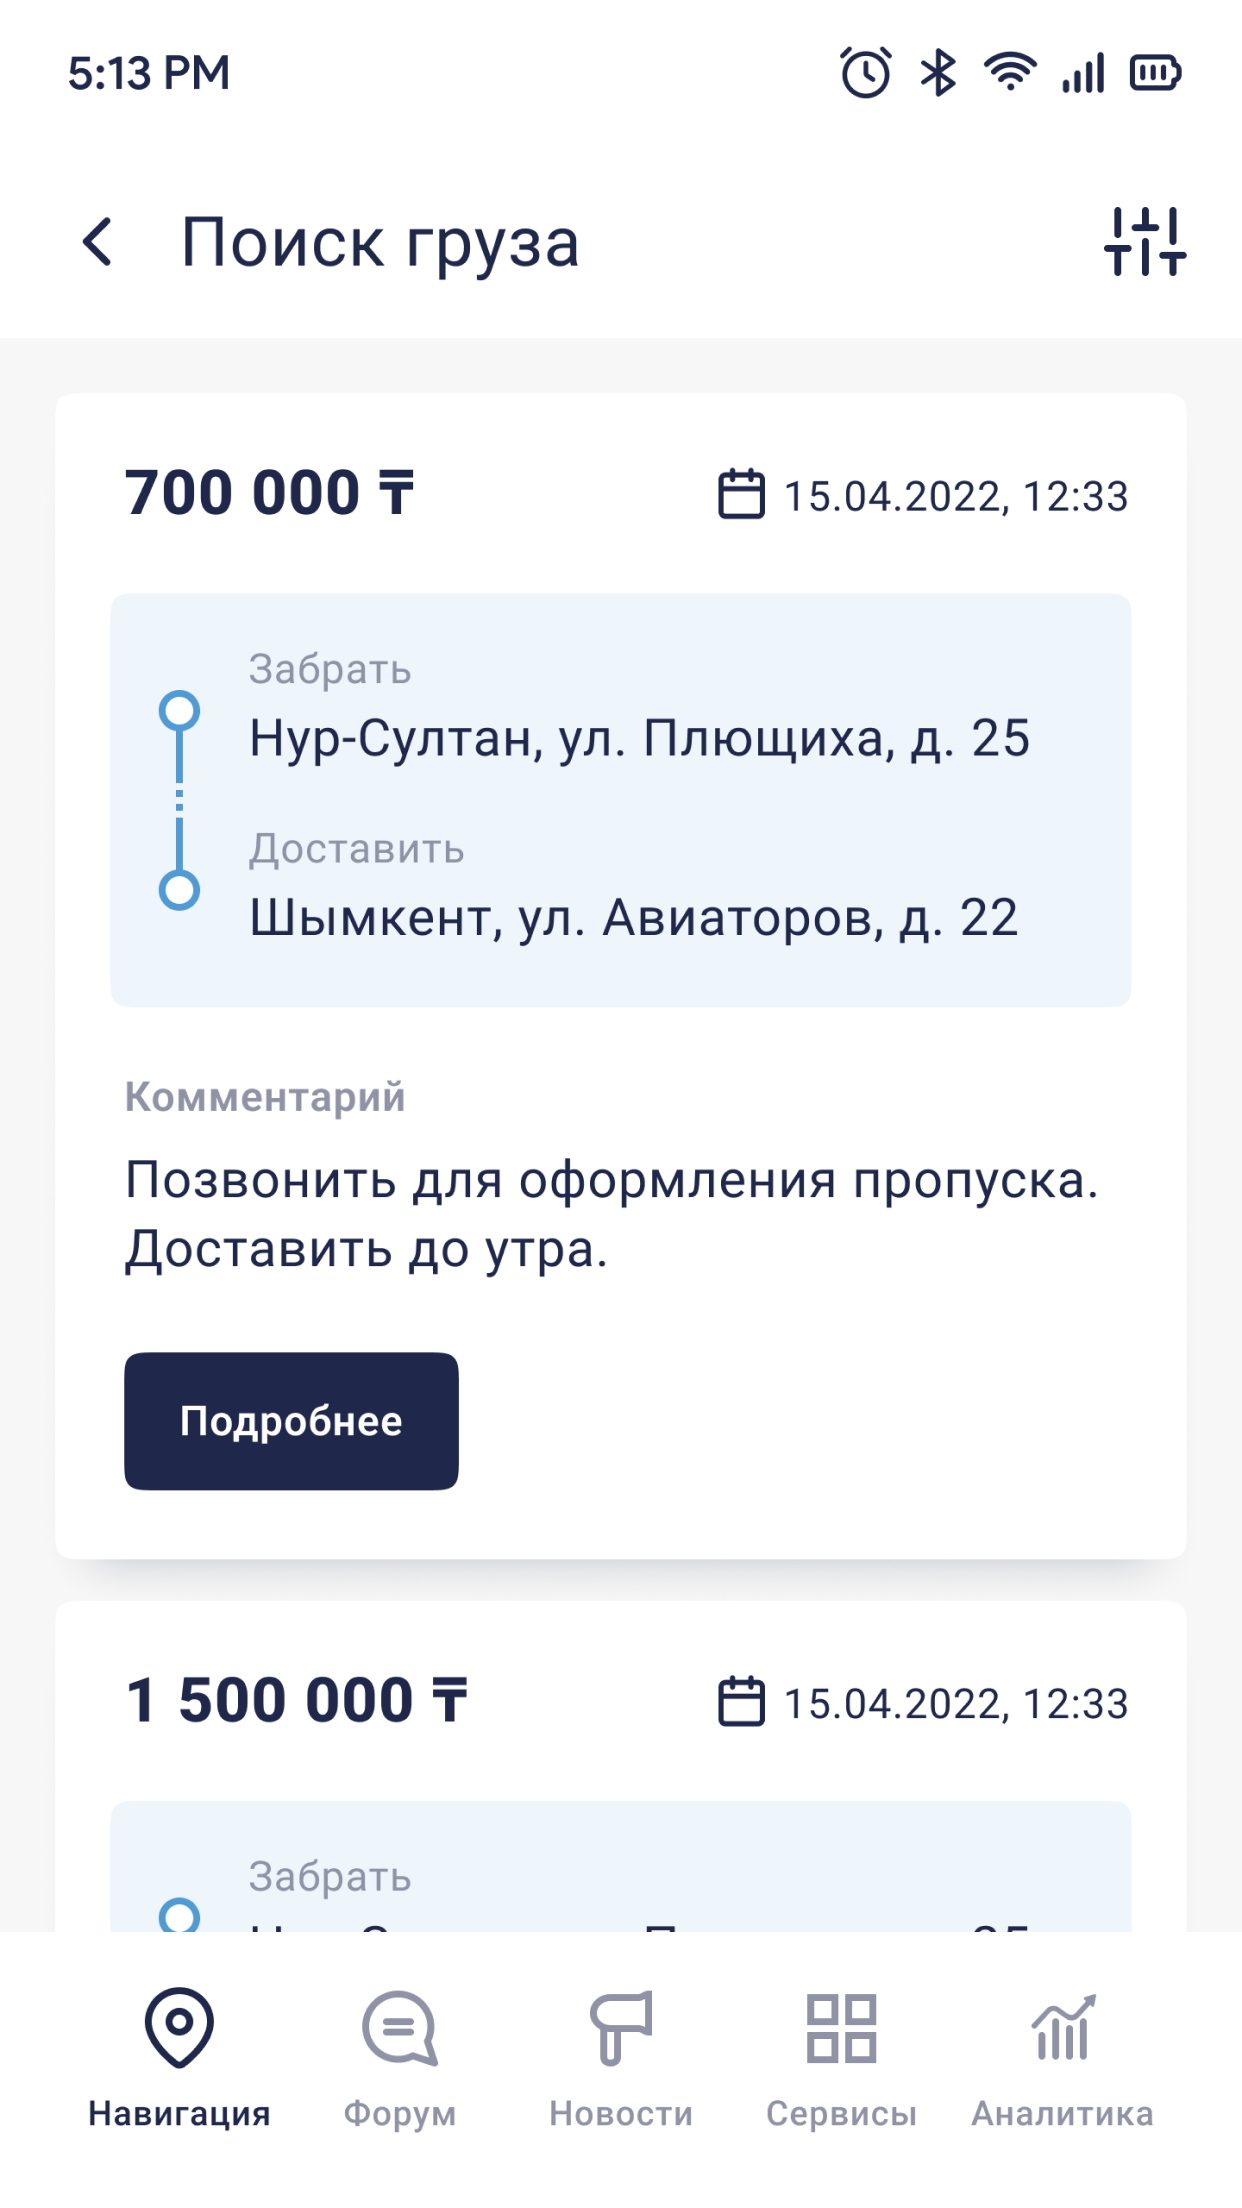 5:13 PM
Поиск груза
700 000 ₸
15.04.2022, 12:33
Забрать
Нур-Султан, ул. Плющиха, д. 25
Доставить
Шымкент, ул. Авиаторов, д. 22
Комментарий
Позвонить для оформления пропуска.
Доставить до утра.
Подробнее
1 500 000 ₸
15.04.2022, 12:33
Забрать
Навигация
Форум
Новости
Сервисы
Аналитика